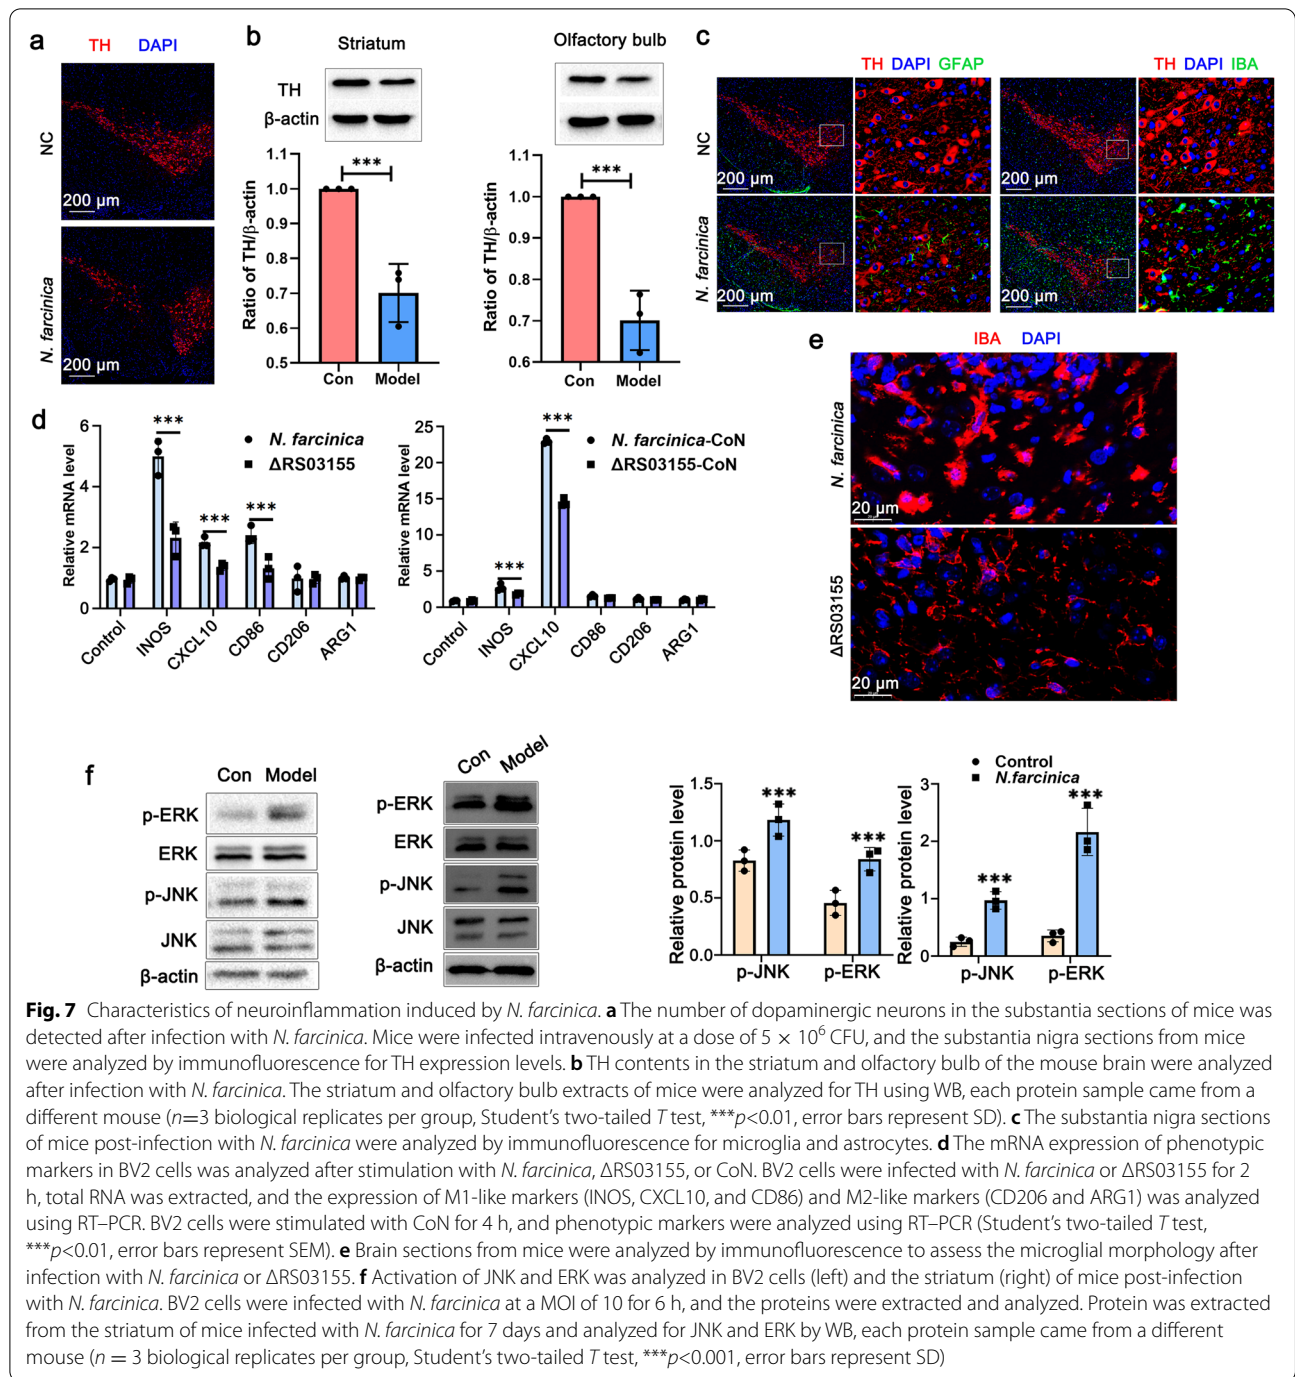 a
TH DAPI
NC
200 µm
N. farcinica
200 µm
b
Striatum
Olfactory bulb
TH
β-actin
Ratio of TH/β-actin
1.1
1.0
0.9
0.8
0.7
0.6
0.5
***
Con Model
Ratio of TH/β-actin
1.1
1.0
0.9
0.8
0.7
0.6
***
Con Model
c
TH DAPI GFAP
TH DAPI IBA
NC
200 µm
200 µm
N. farcinica
200 µm
200 µm
d
Relative mRNA level
6
4
2
0
***
***
***
N. farcinica
ΔRS03155
Control INOS CXCL10 CD86 CD206 ARG1
Relative mRNA level
25
20
15
10
5
0
***
***
N. farcinica-CoN
ΔRS03155-CoN
Control INOS CXCL10 CD86 CD206 ARG1
e
IBA DAPI
N. farcinica
20 µm
ΔRS03155
20 µm
f
Con Model
p-ERK
ERK
p-JNK
JNK
β-actin
Con Model
p-ERK
ERK
p-JNK
JNK
β-actin
Relative protein level
1.5
1.0
0.5
0.0
***
***
p-JNK p-ERK
Relative protein level
3
2
1
0
Control
N.farcinica
***
***
p-JNK p-ERK
Fig. 7 Characteristics of neuroinflammation induced by N. farcinica. a The number of dopaminergic neurons in the substantia sections of mice was
detected after infection with N. farcinica. Mice were infected intravenously at a dose of 5 × 10⁶ CFU, and the substantia nigra sections from mice
were analyzed by immunofluorescence for TH expression levels. b TH contents in the striatum and olfactory bulb of the mouse brain were analyzed
after infection with N. farcinica. The striatum and olfactory bulb extracts of mice were analyzed for TH using WB, each protein sample came from a
different mouse (n=3 biological replicates per group, Student's two-tailed T test, ***p<0.01, error bars represent SD). c The substantia nigra sections
of mice post-infection with N. farcinica were analyzed by immunofluorescence for microglia and astrocytes. d The mRNA expression of phenotypic
markers in BV2 cells was analyzed after stimulation with N. farcinica, ΔRS03155, or CoN. BV2 cells were infected with N. farcinica or ΔRS03155 for 2
h, total RNA was extracted, and the expression of M1-like markers (INOS, CXCL10, and CD86) and M2-like markers (CD206 and ARG1) was analyzed
using RT–PCR. BV2 cells were stimulated with CoN for 4 h, and phenotypic markers were analyzed using RT–PCR (Student's two-tailed T test,
***p<0.01, error bars represent SEM). e Brain sections from mice were analyzed by immunofluorescence to assess the microglial morphology after
infection with N. farcinica or ΔRS03155. f Activation of JNK and ERK was analyzed in BV2 cells (left) and the striatum (right) of mice post-infection
with N. farcinica. BV2 cells were infected with N. farcinica at a MOI of 10 for 6 h, and the proteins were extracted and analyzed. Protein was extracted
from the striatum of mice infected with N. farcinica for 7 days and analyzed for JNK and ERK by WB, each protein sample came from a different
mouse (n = 3 biological replicates per group, Student's two-tailed T test, ***p<0.001, error bars represent SD)